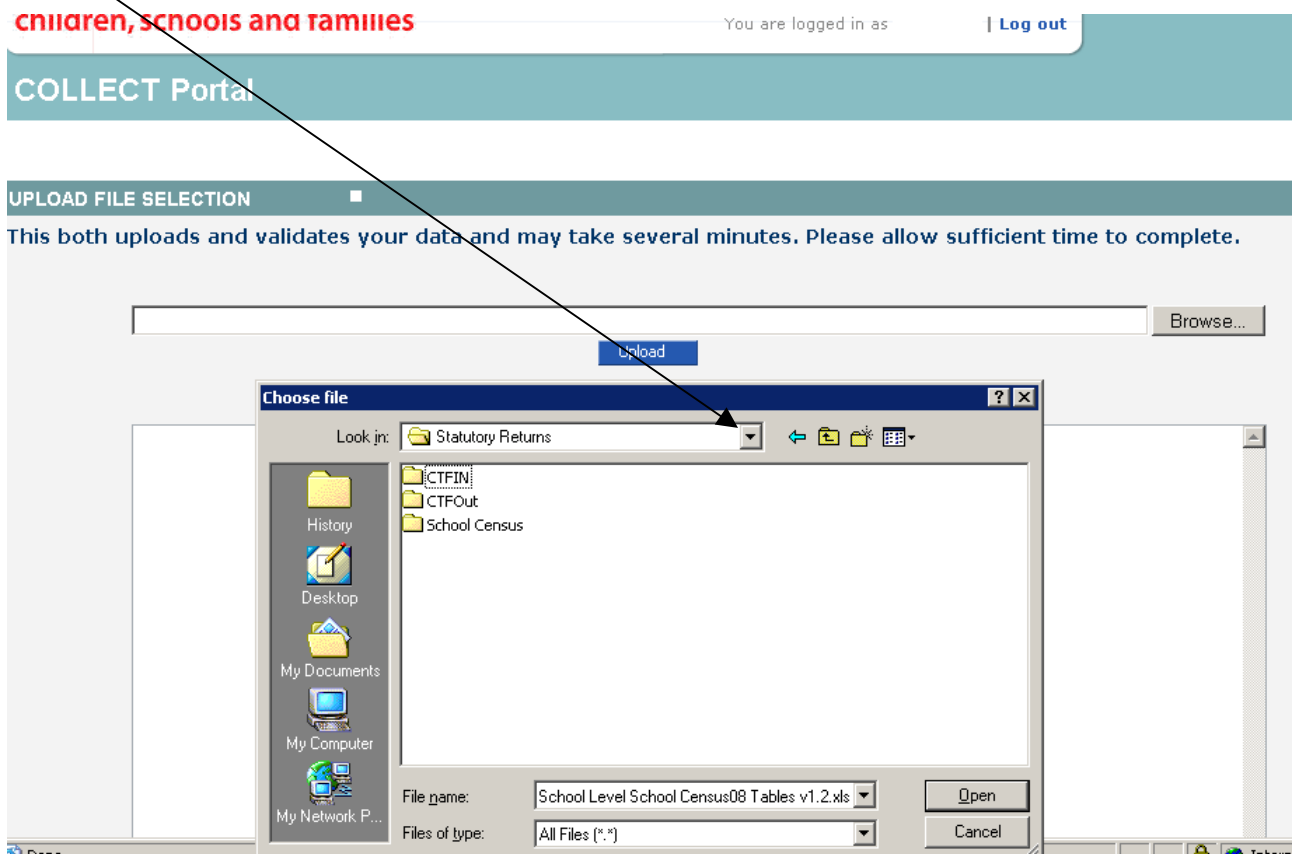 children, schools and families
You are logged in as | Log out
COLLECT Portal
UPLOAD FILE SELECTION
This both uploads and validates your data and may take several minutes. Please allow sufficient time to complete.
Browse...
Upload
Choose file
Look in: Statutory Returns
CTFIN
CTFOut
School Census
History
Desktop
My Documents
My Computer
My Network P...
File name: School Level School Census08 Tables v1.2.xls Open
Files of type: All Files (*.*) Cancel
Done